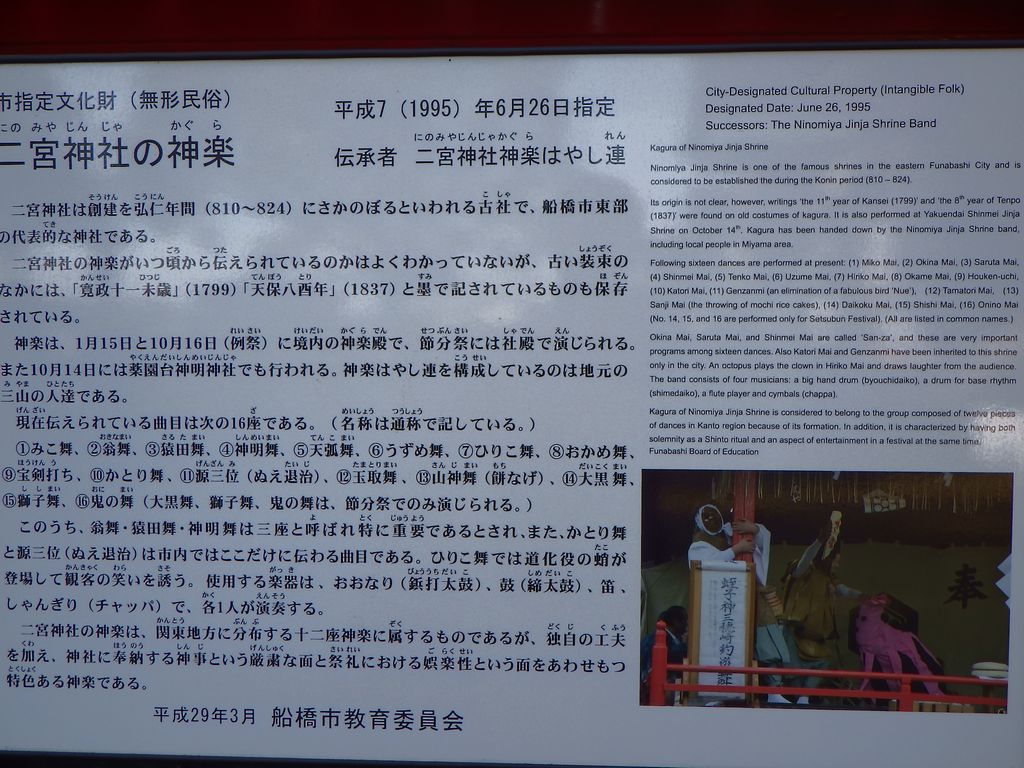 市指定文化財（無形民俗）
平成7（1995）年6月26日指定
にの みや じん じゃ かぐ ら
二宮神社の神楽
にのみやじんじゃかぐ ら れん
伝承者 二宮神社神楽はやし連
二宮神社は創建を弘仁年間（810～824）にさかのぼるといわれる古社で、船橋市東部
の代表的な神社である。
二宮神社の神楽がいつ頃から伝えられているのかはよくわかっていないが、古い装束の
なかには、「寛政十一未歳」（1799）「天保八酉年」（1837）と墨で記されているものも保存
されている。
神楽は、1月15日と10月16日（例祭）に境内の神楽殿で、節分祭には社殿で演じられる。
また10月14日には薬園台神明神社でも行われる。神楽はやし連を構成しているのは地元の
三山の人達である。
現在伝えられている曲目は次の16座である。（名称は通称で記している。）
①みこ舞、②翁舞、③猿田舞、④神明舞、⑤天弧舞、⑥うずめ舞、⑦ひりこ舞、⑧おかめ舞、
⑨宝剣打ち、⑩かとり舞、⑪源三位（ぬえ退治）、⑫玉取舞、⑬山神舞（餅なげ）、⑭大黒舞、
⑮獅子舞、⑯鬼の舞（大黒舞、獅子舞、鬼の舞は、節分祭でのみ演じられる。）
このうち、翁舞・猿田舞・神明舞は三座と呼ばれ特に重要であるとされ、また、かとり舞
と源三位（ぬえ退治）は市内ではここだけに伝わる曲目である。ひりこ舞では道化役の蛸が
登場して観客の笑いを誘う。使用する楽器は、おおなり（鋲打太鼓）、鼓（締太鼓）、笛、
しゃんぎり（チャッパ）で、各1人が演奏する。
二宮神社の神楽は、関東地方に分布する十二座神楽に属するものであるが、独自の工夫
を加え、神社に奉納する神事という厳粛な面と祭礼における娯楽性という面をあわせもつ
特色ある神楽である。
平成29年3月 船橋市教育委員会
City-Designated Cultural Property (Intangible Folk)
Designated Date: June 26, 1995
Successors: The Ninomiya Jinja Shrine Band
Kagura of Ninomiya Jinja Shrine
Ninomiya Jinja Shrine is one of the famous shrines in the eastern Funabashi City and is
considered to be established the during the Konin period (810 – 824).
Its origin is not clear, however, writings 'the 11th year of Kansei (1799)' and 'the 8th year of Tenpo
(1837)' were found on old costumes of kagura. It is also performed at Yakuendai Shinmei Jinja
Shrine on October 14th. Kagura has been handed down by the Ninomiya Jinja Shrine band,
including local people in Miyama area.
Following sixteen dances are performed at present: (1) Miko Mai, (2) Okina Mai, (3) Saruta Mai,
(4) Shinmei Mai, (5) Tenko Mai, (6) Uzume Mai, (7) Hiriko Mai, (8) Okame Mai, (9) Houken-uchi,
(10) Katori Mai, (11) Genzanmi (an elimination of a fabulous bird 'Nue'), (12) Tamatori Mai, (13)
Sanji Mai (the throwing of mochi rice cakes), (14) Daikoku Mai, (15) Shishi Mai, (16) Onino Mai
(No. 14, 15, and 16 are performed only for Setsubun Festival). (All are listed in common names.)
Okina Mai, Saruta Mai, and Shinmei Mai are called 'San-za', and these are very important
programs among sixteen dances. Also Katori Mai and Genzanmi have been inherited to this shrine
only in the city. An octopus plays the clown in Hiriko Mai and draws laughter from the audience.
The band consists of four musicians: a big hand drum (byouchidaiko), a drum for base rhythm
(shimedaiko), a flute player and cymbals (chappa).
Kagura of Ninomiya Jinja Shrine is considered to belong to the group composed of twelve pieces
of dances in Kanto region because of its formation. In addition, it is characterized by having both
solemnity as a Shinto ritual and an aspect of entertainment in a festival at the same time.
Funabashi Board of Education
奉